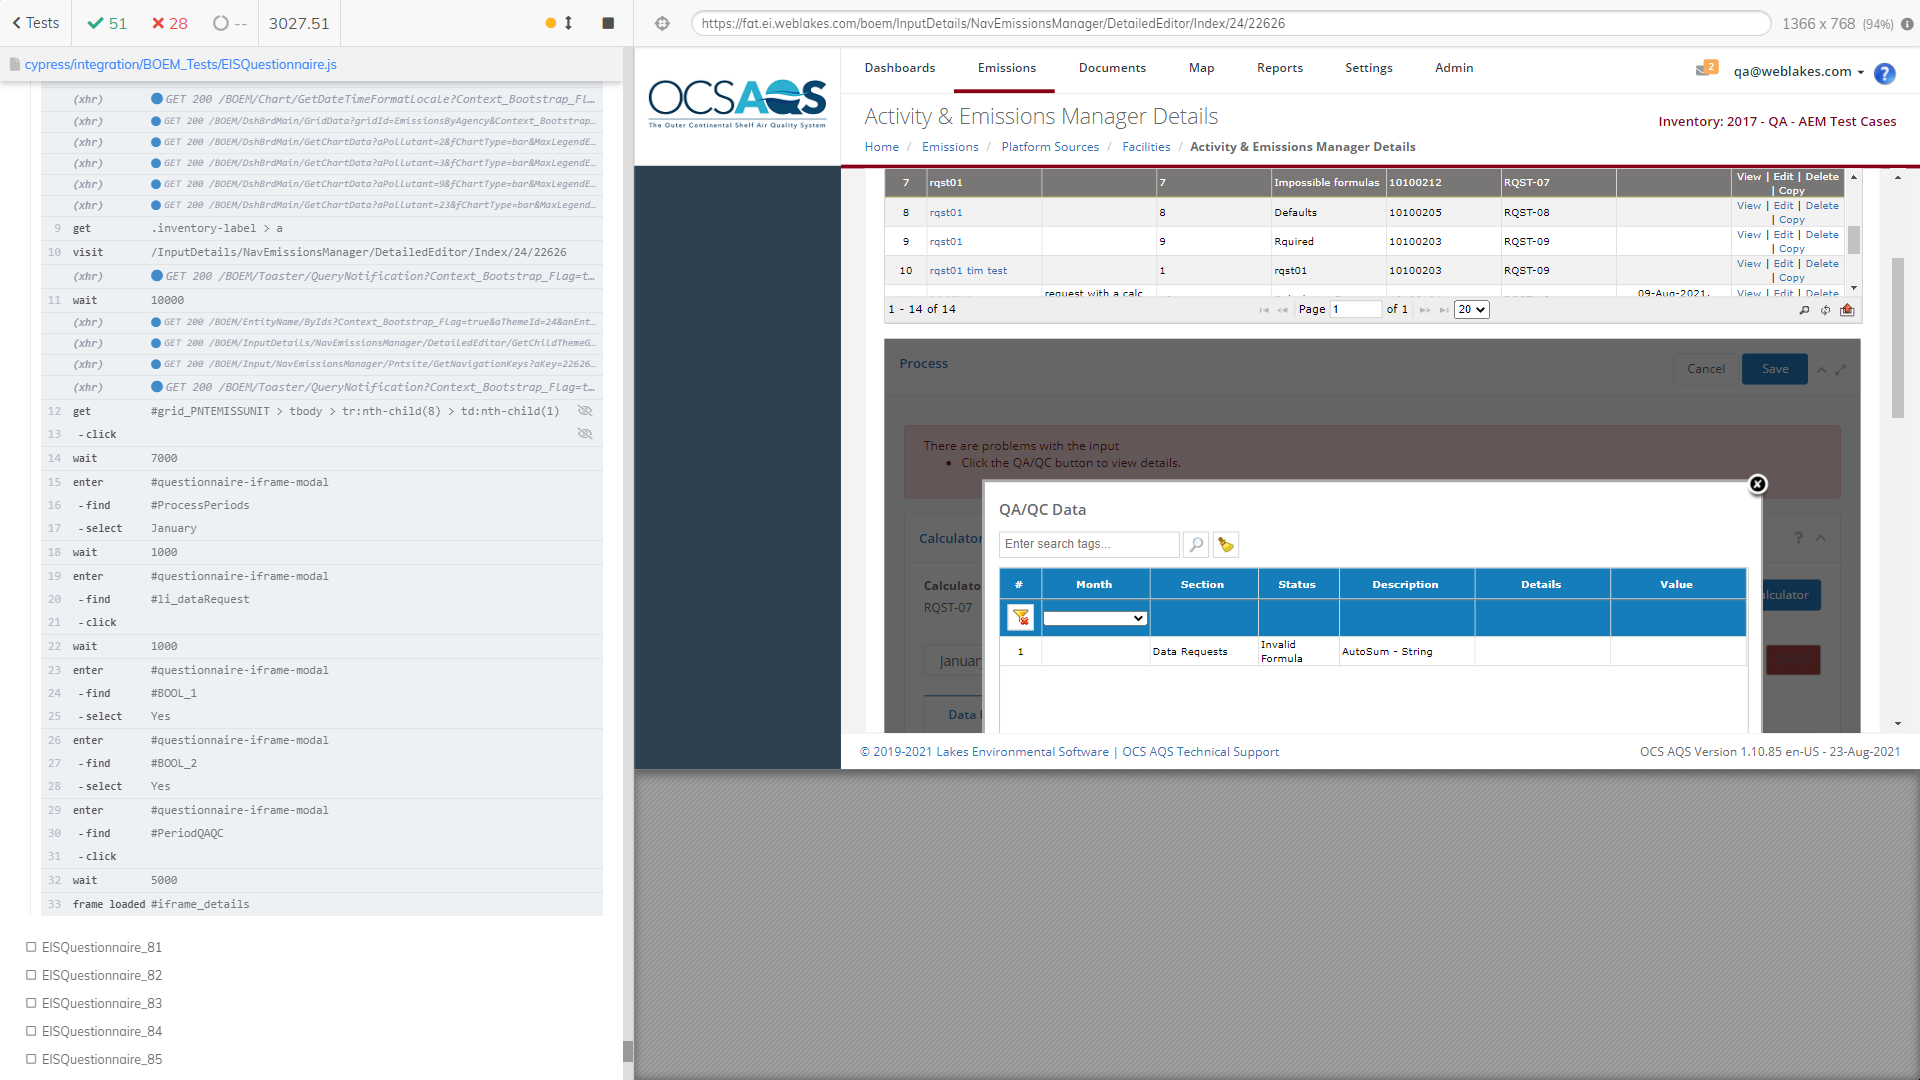 Tests
51
28
--
3027.51
https://fat.ei.weblakes.com/boem/InputDetails/NavEmissionsManager/DetailedEditor/Index/24/22626
1366 x 768 (94%)
cypress/integration/BOEM_Tests/EISQuestionnaire.js
(xhr) GET 200 /BOEM/Chart/GetDateTimeFormatLocale?Context_Bootstrap_FL...
(xhr) GET 200 /BOEM/DshBrdMain/GridData?gridId=EmissionsByAgency&Context_Bootstrap...
(xhr) GET 200 /BOEM/DshBrdMain/GetChartData?aPollutant=2&fChartType=bar&MaxLegendE...
(xhr) GET 200 /BOEM/DshBrdMain/GetChartData?aPollutant=3&fChartType=bar&MaxLegendE...
(xhr) GET 200 /BOEM/DshBrdMain/GetChartData?aPollutant=9&fChartType=bar&MaxLegendE...
(xhr) GET 200 /BOEM/DshBrdMain/GetChartData?aPollutant=23&fChartType=bar&MaxLegend...
9 get .inventory-label > a
10 visit /InputDetails/NavEmissionsManager/DetailedEditor/Index/24/22626
(xhr) GET 200 /BOEM/Toaster/QueryNotification?Context_Bootstrap_Flag=t...
11 wait 10000
(xhr) GET 200 /BOEM/EntityName/ByIds?Context_Bootstrap_Flag=true&aThemeId=24&anEnt...
(xhr) GET 200 /BOEM/InputDetails/NavEmissionsManager/DetailedEditor/GetChildThemeG...
(xhr) GET 200 /BOEM/Input/NavEmissionsManager/Pntsite/GetNavigationKeys?aKey=22626...
(xhr) GET 200 /BOEM/Toaster/QueryNotification?Context_Bootstrap_Flag=t...
12 get #grid_PNTEMISSUNIT > tbody > tr:nth-child(8) > td:nth-child(1)
13 -click
14 wait 7000
15 enter #questionnaire-iframe-modal
16 -find #ProcessPeriods
17 -select January
18 wait 1000
19 enter #questionnaire-iframe-modal
20 -find #li_dataRequest
21 -click
22 wait 1000
23 enter #questionnaire-iframe-modal
24 -find #BOOL_1
25 -select Yes
26 enter #questionnaire-iframe-modal
27 -find #BOOL_2
28 -select Yes
29 enter #questionnaire-iframe-modal
30 -find #PeriodQAQC
31 -click
32 wait 5000
33 frame loaded #iframe_details
EISQuestionnaire_81
EISQuestionnaire_82
EISQuestionnaire_83
EISQuestionnaire_84
EISQuestionnaire_85
OCSAQS
The Outer Continental Shelf Air Quality System
Dashboards Emissions Documents Map Reports Settings Admin
2
qa@weblakes.com
?
Activity & Emissions Manager Details
Inventory: 2017 - QA - AEM Test Cases
Home / Emissions / Platform Sources / Facilities / Activity & Emissions Manager Details
7 rqst01 7 Impossible formulas 10100212 RQST-07 View | Edit | Delete | Copy
8 rqst01 8 Defaults 10100205 RQST-08 View | Edit | Delete | Copy
9 rqst01 9 Rquired 10100203 RQST-09 View | Edit | Delete | Copy
10 rqst01 tim test 1 rqst01 10100203 RQST-09 View | Edit | Delete | Copy
request with a calc 09-Aug-2021, View | Edit | Delete
1 - 14 of 14
Page 1 of 1 20
Process
Cancel Save
There are problems with the input
Click the QA/QC button to view details.
Calculator
?
Calculato
RQST-07
alculator
Januar
Data
QA/QC Data
Enter search tags...
# Month Section Status Description Details Value
1 Data Requests Invalid Formula AutoSum - String
© 2019-2021 Lakes Environmental Software | OCS AQS Technical Support
OCS AQS Version 1.10.85 en-US - 23-Aug-2021